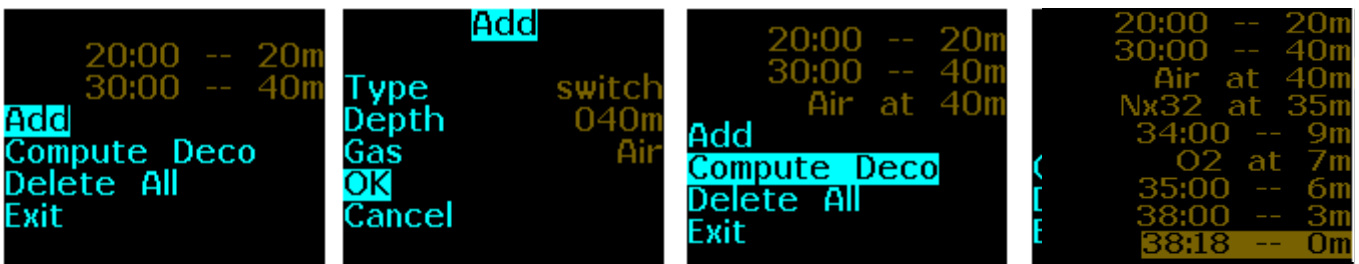 20:00 -- 20m
30:00 -- 40m
Add
Compute Deco
Delete All
Exit
Add
Type switch
Depth 040m
Gas Air
OK
Cancel
20:00 -- 20m
30:00 -- 40m
Air at 40m
Add
Compute Deco
Delete All
Exit
20:00 -- 20m
30:00 -- 40m
Air at 40m
Nx32 at 35m
34:00 -- 9m
O2 at 7m
35:00 -- 6m
38:00 -- 3m
38:18 -- 0m